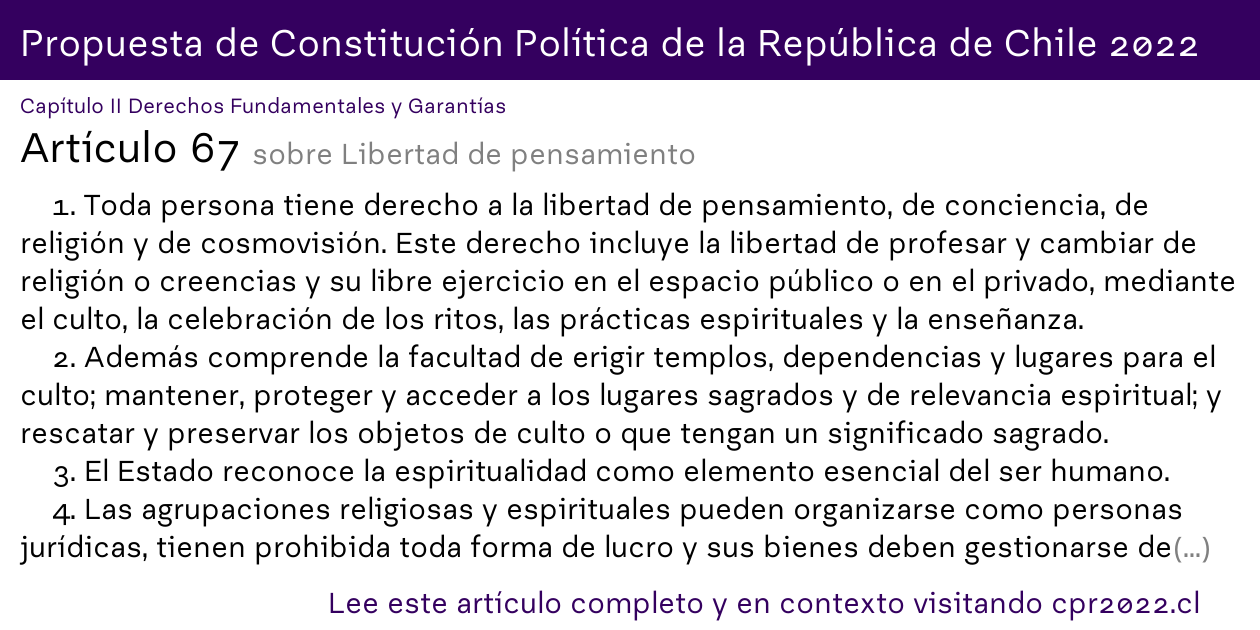 Propuesta de Constitución Política de la República de Chile 2022
Capítulo II Derechos Fundamentales y Garantías
Artículo 67 sobre Libertad de pensamiento
1. Toda persona tiene derecho a la libertad de pensamiento, de conciencia, de
religión y de cosmovisión. Este derecho incluye la libertad de profesar y cambiar de
religión o creencias y su libre ejercicio en el espacio público o en el privado, mediante
el culto, la celebración de los ritos, las prácticas espirituales y la enseñanza.
2. Además comprende la facultad de erigir templos, dependencias y lugares para el
culto; mantener, proteger y acceder a los lugares sagrados y de relevancia espiritual; y
rescatar y preservar los objetos de culto o que tengan un significado sagrado.
3. El Estado reconoce la espiritualidad como elemento esencial del ser humano.
4. Las agrupaciones religiosas y espirituales pueden organizarse como personas
jurídicas, tienen prohibida toda forma de lucro y sus bienes deben gestionarse de(...)
Lee este artículo completo y en contexto visitando cpr2022.cl